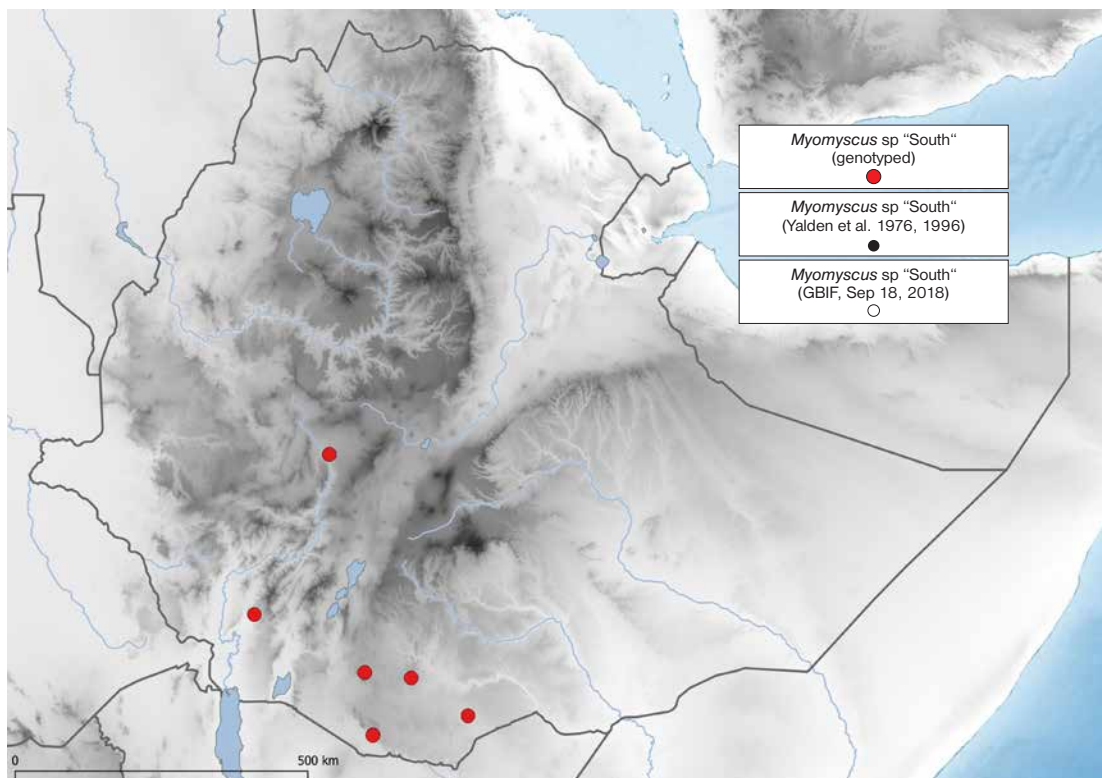 Myomyscus sp “South“
(genotyped)
Myomyscus sp “South“
(Yalden et al. 1976, 1996)
Myomyscus sp “South“
(GBIF, Sep 18, 2018)
0 500 km